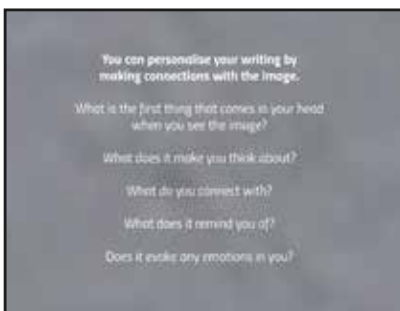 You can personalise your writing by
making connections with the image.
What is the first thing that comes in your head
when you see the image?
What does it make you think about?
What do you connect with?
What does it remind you of?
Does it evoke any emotions in you?